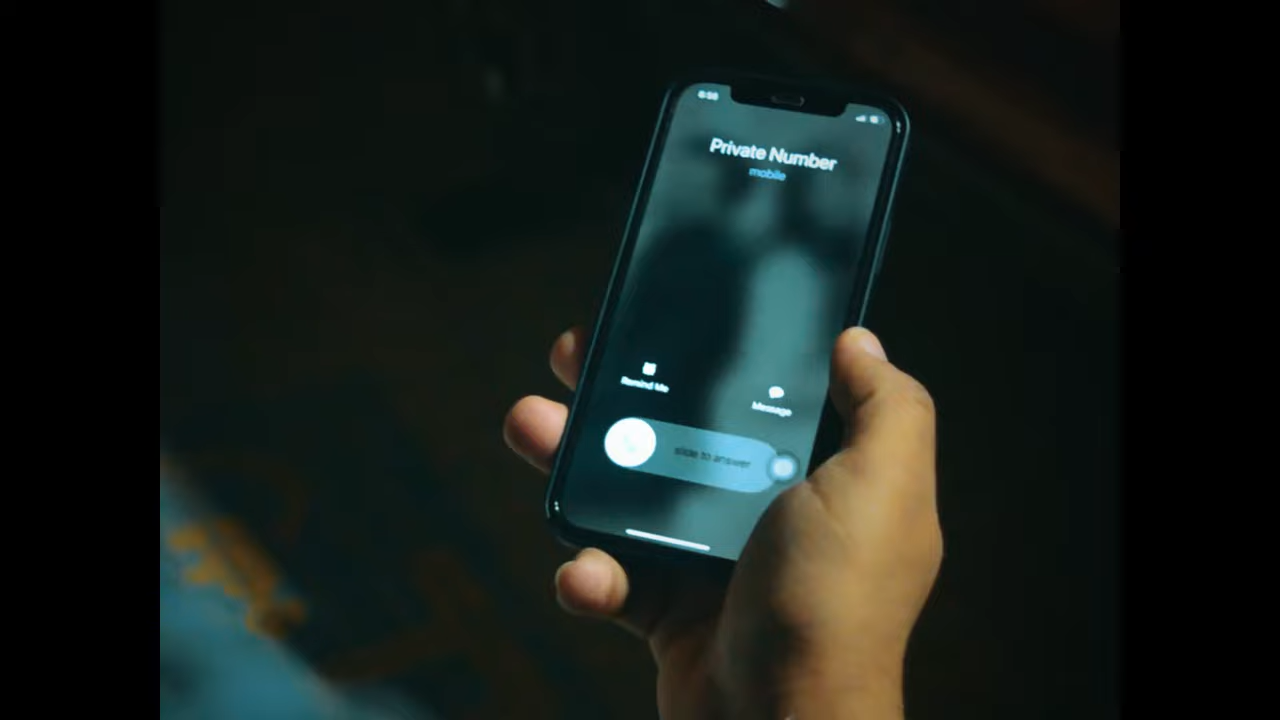 Private Number
mobile
Remind Me
Message
slide to answer